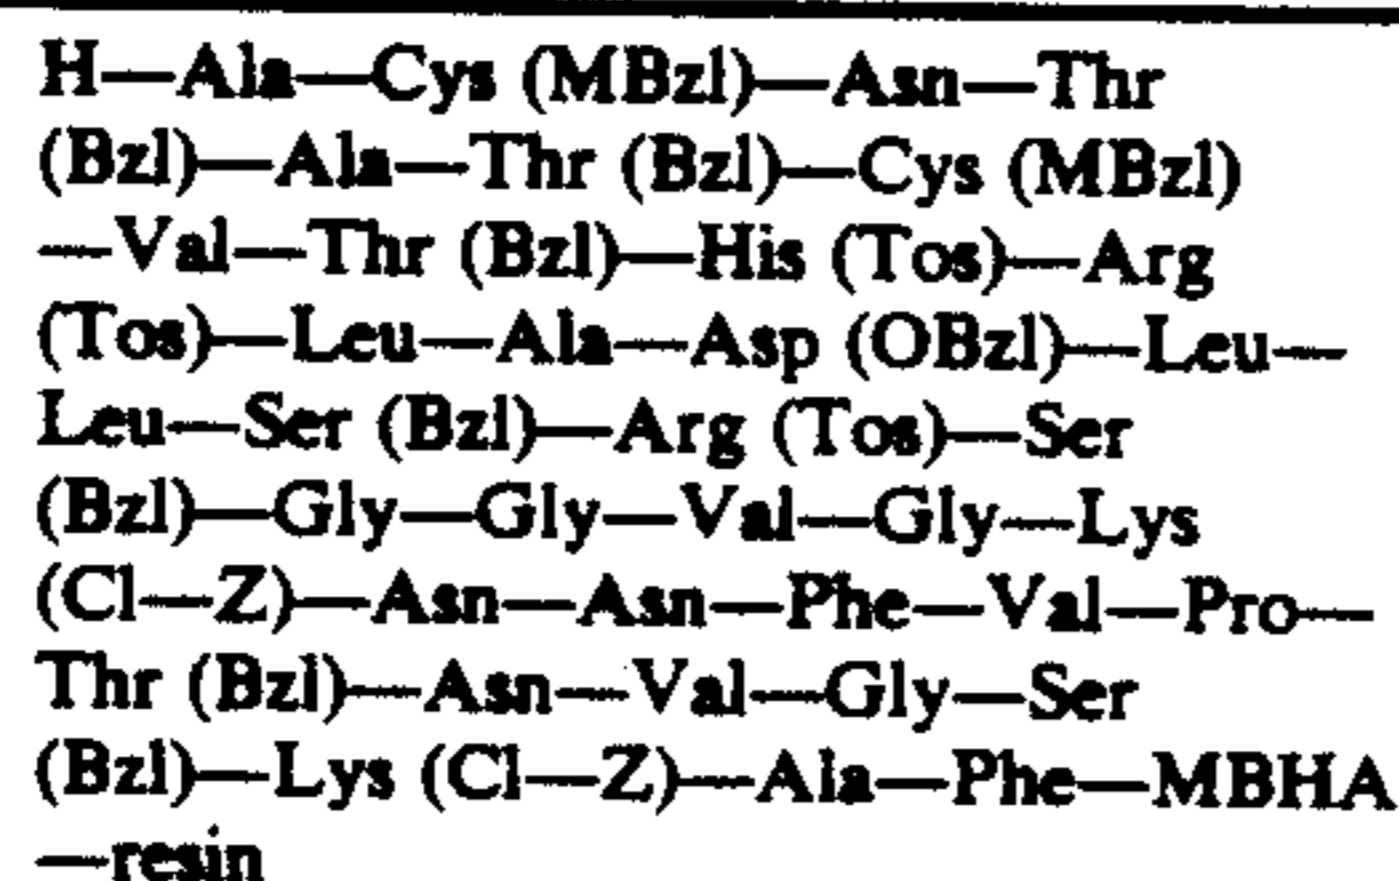 H—Ala—Cys (MBzl)—Asn—Thr
(Bzl)—Ala—Thr (Bzl)—Cys (MBzl)
—Val—Thr (Bzl)—His (Tos)—Arg
(Tos)—Leu—Ala—Asp (OBzl)—Leu—
Leu—Ser (Bzl)—Arg (Tos)—Ser
(Bzl)—Gly—Gly—Val—Gly—Lys
(Cl—Z)—Asn—Asn—Phe—Val—Pro—
Thr (Bzl)—Asn—Val—Gly—Ser
(Bzl)—Lys (Cl—Z)—Ala—Phe—MBHA
—resin